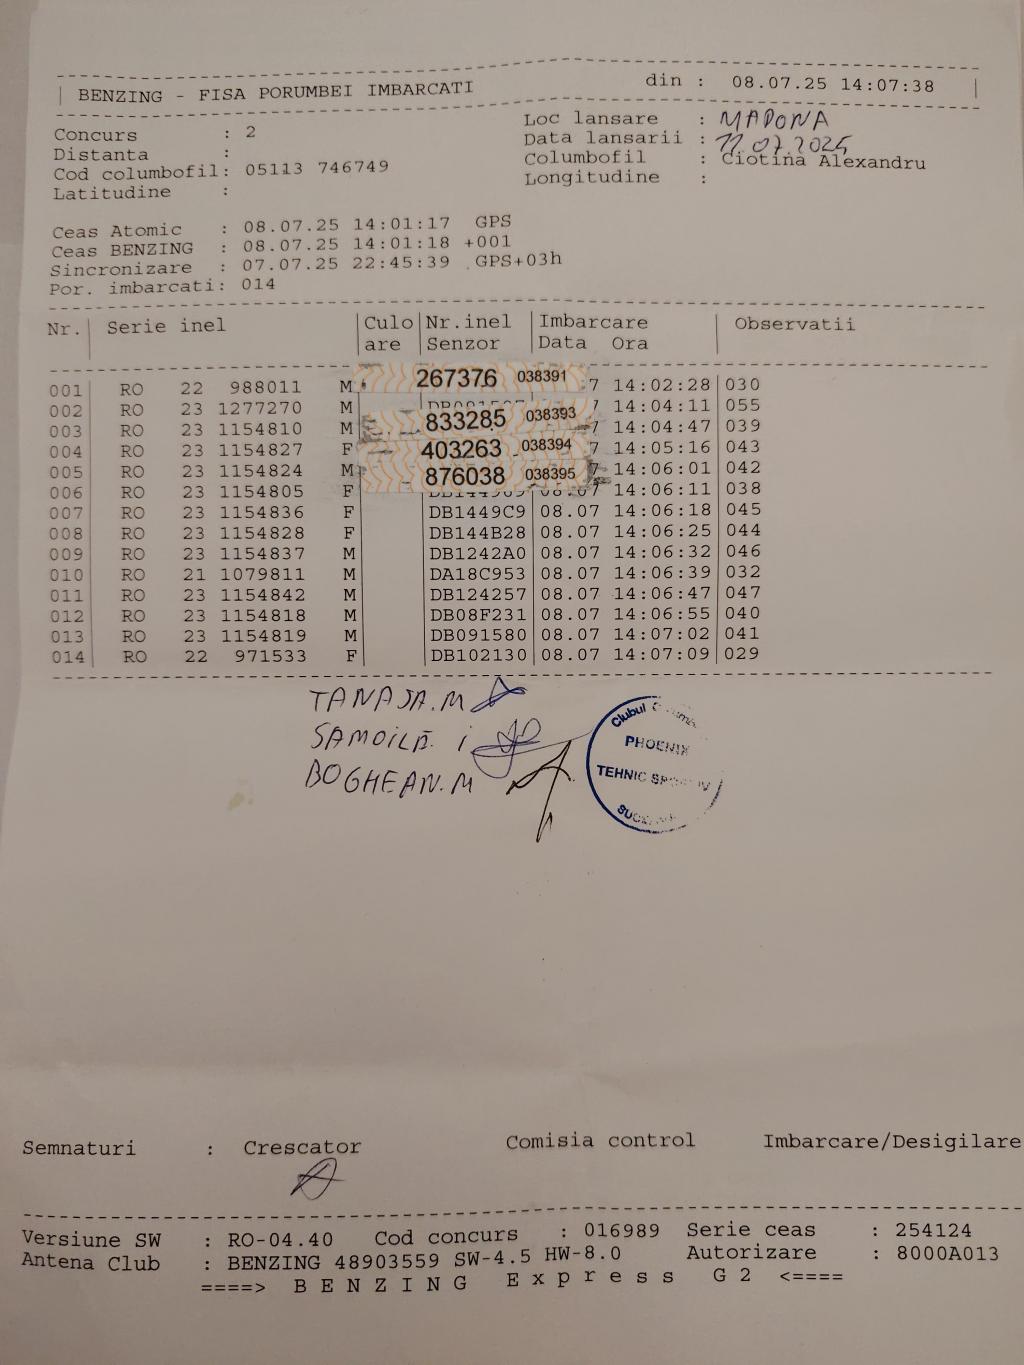 BENZING - FISA PORUMBEI IMBARCATI din : 08.07.25 14:07:38
Concurs : 2 Loc lansare : MADONA
Distanta : Data lansarii : 11.07.2025
Cod columbofil: 05113 746749 Columbofil : Ciotina Alexandru
Latitudine : Longitudine :
Ceas Atomic : 08.07.25 14:01:17 GPS
Ceas BENZING : 08.07.25 14:01:18 +001
Sincronizare : 07.07.25 22:45:39 GPS+03h
Por. imbarcati: 014
Nr. Serie inel Culo Nr.inel Imbarcare Observatii
are Senzor Data Ora
001 RO 22 988011 M 267376 038391 7 14:02:28 030
002 RO 23 1277270 M 7 14:04:11 055
003 RO 23 1154810 M 833285 038393 7 14:04:47 039
004 RO 23 1154827 F 403263 038394 7 14:05:16 043
005 RO 23 1154824 M 876038 038395 7 14:06:01 042
006 RO 23 1154805 F 14:06:11 038
007 RO 23 1154836 F DB1449C9 08.07 14:06:18 045
008 RO 23 1154828 F DB144B28 08.07 14:06:25 044
009 RO 23 1154837 M DB1242A0 08.07 14:06:32 046
010 RO 21 1079811 M DA18C953 08.07 14:06:39 032
011 RO 23 1154842 M DB124257 08.07 14:06:47 047
012 RO 23 1154818 M DB08F231 08.07 14:06:55 040
013 RO 23 1154819 M DB091580 08.07 14:07:02 041
014 RO 22 971533 F DB102130 08.07 14:07:09 029
TANASA.M
SAMOILĂ I
BOGHEAN.M
Clubul
PHOENIX
TEHNIC
Semnaturi : Crescator Comisia control Imbarcare/Desigilare
Versiune SW : RO-04.40 Cod concurs : 016989 Serie ceas : 254124
Antena Club : BENZING 48903559 SW-4.5 HW-8.0 Autorizare : 8000A013
====> B E N Z I N G E x p r e s s G 2 <====